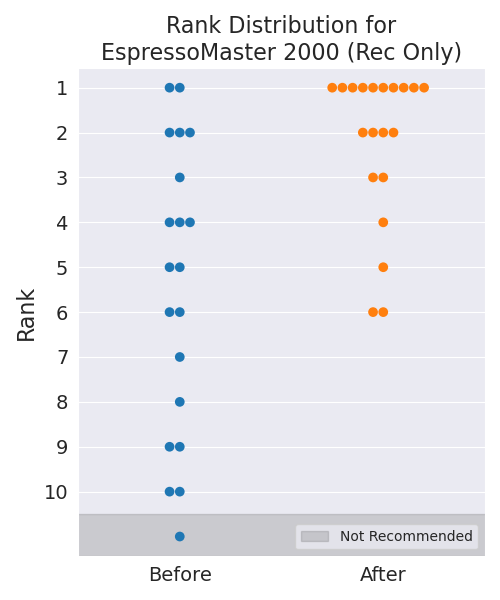 Rank Distribution for
EspressoMaster 2000 (Rec Only)
Rank
1
2
3
4
5
6
7
8
9
10
Not Recommended
Before After